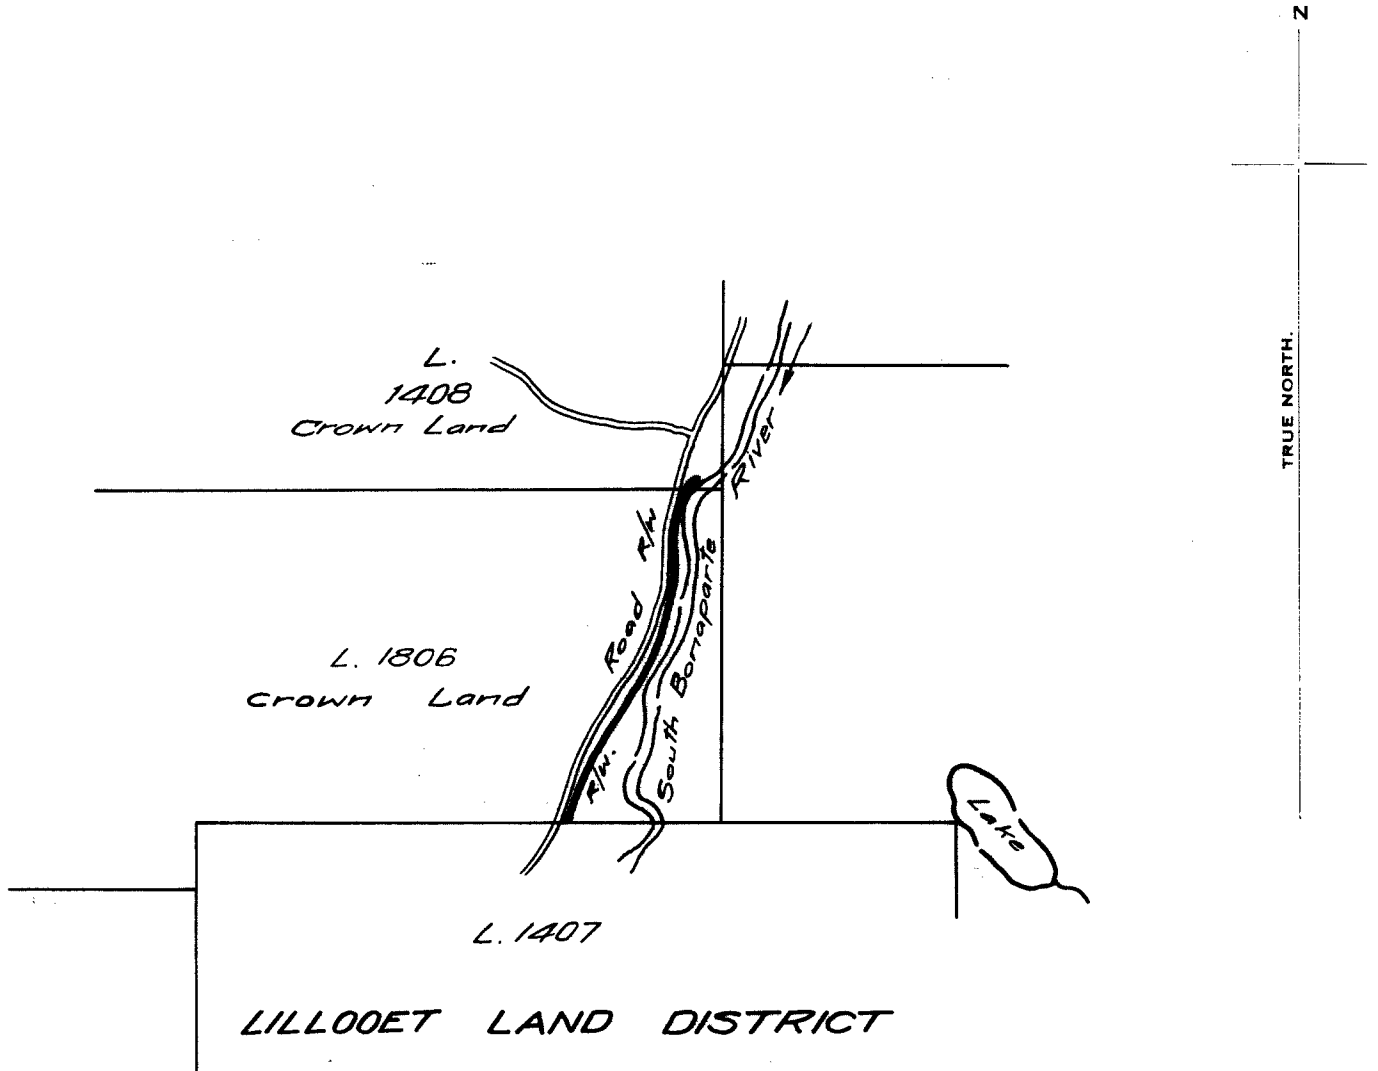 N
TRUE NORTH.
L.
1408
Crown Land
River
R/W
Road
South Bonaparte
L. 1806
Crown Land
R/W.
Lake
L. 1407
LILLOOET LAND DISTRICT